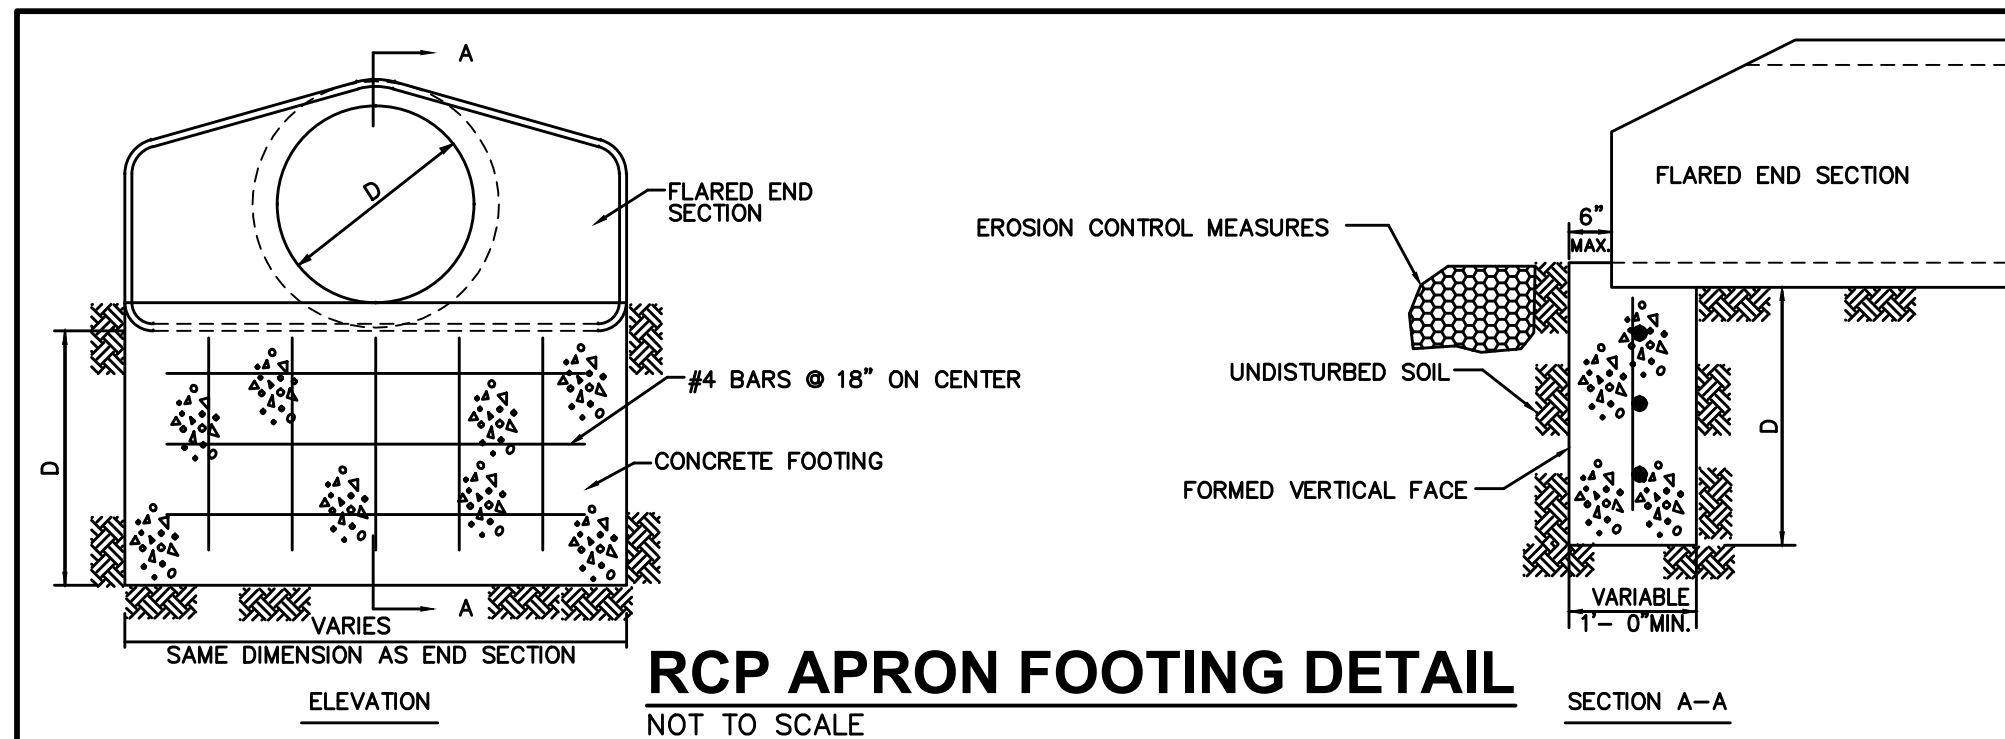 A
D
FLARED END
SECTION
#4 BARS @ 18" ON CENTER
CONCRETE FOOTING
D
A
VARIES
SAME DIMENSION AS END SECTION
ELEVATION
RCP APRON FOOTING DETAIL
NOT TO SCALE
FLARED END SECTION
6"
MAX.
EROSION CONTROL MEASURES
UNDISTURBED SOIL
D
FORMED VERTICAL FACE
VARIABLE
1'- 0"MIN.
SECTION A-A